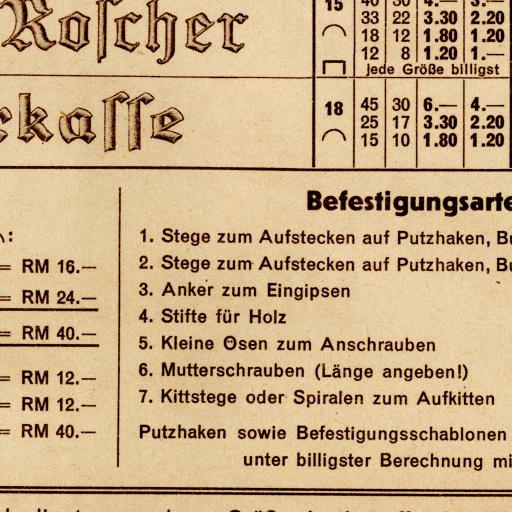 Roscher
15 40 30 4.— 3.—
33 22 3.30 2.20
18 12 1.80 1.20
12 8 1.20 1.—
jede Größe billigst
kasse
18 45 30 6.— 4.—
25 17 3.30 2.20
15 10 1.80 1.20
Befestigungsarte
1. Stege zum Aufstecken auf Putzhaken, Bu
2. Stege zum Aufstecken auf Putzhaken, Bu
3. Anker zum Eingipsen
4. Stifte für Holz
5. Kleine Ösen zum Anschrauben
6. Mutterschrauben (Länge angeben!)
7. Kittstege oder Spiralen zum Aufkitten
Putzhaken sowie Befestigungsschablonen
unter billigster Berechnung mi
= RM 16.—
= RM 24.—
= RM 40.—
= RM 12.—
= RM 12.—
= RM 40.—